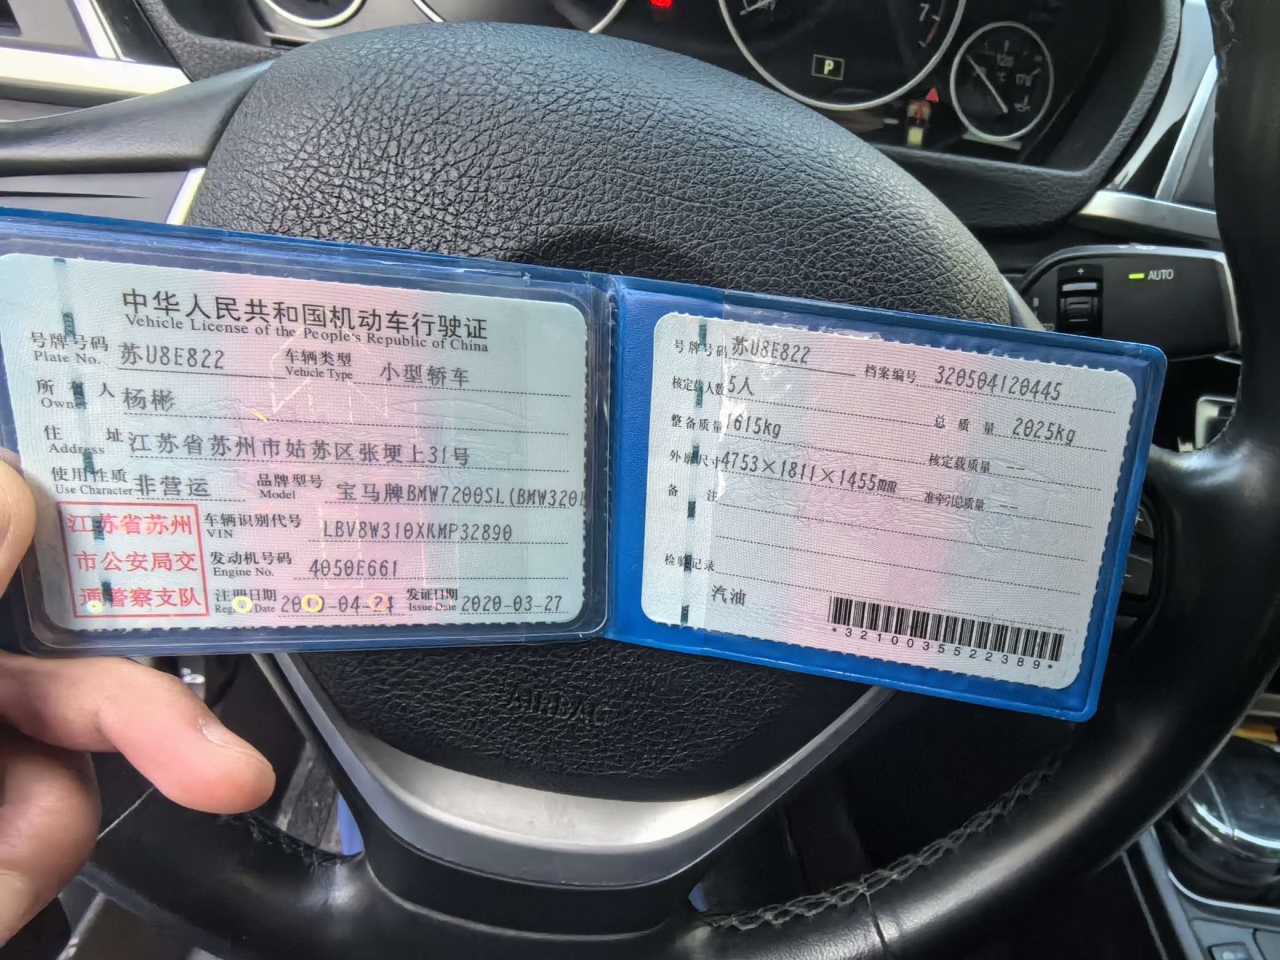 7
P
120
°C
170
AUTO
中华人民共和国机动车行驶证
Vehicle License of the People's Republic of China
号牌号码 苏U8E822 车辆类型 小型轿车
Plate No. Vehicle Type
所有人 杨彬
Owner
住址 江苏省苏州市姑苏区张埂上31号
Address
使用性质 非营运 品牌型号 宝马牌BMW7200SL(BMW320
Use Character Model
江苏省苏州
市公安局交
通警察支队
车辆识别代号 LBV8W310XKMP32890
VIN
发动机号码 4050E661
Engine No.
注册日期 发证日期 2020-03-27
Register Date Issue Date
号牌号码 苏U8E822 档案编号 320504120445
核定载人数 5人 总质量 2025kg
整备质量 1615kg 核定载质量 --
外廓尺寸 4753×1811×1455mm 准牵引总质量 --
备注
检验记录
汽油
*3210035522389*
AIRBAG